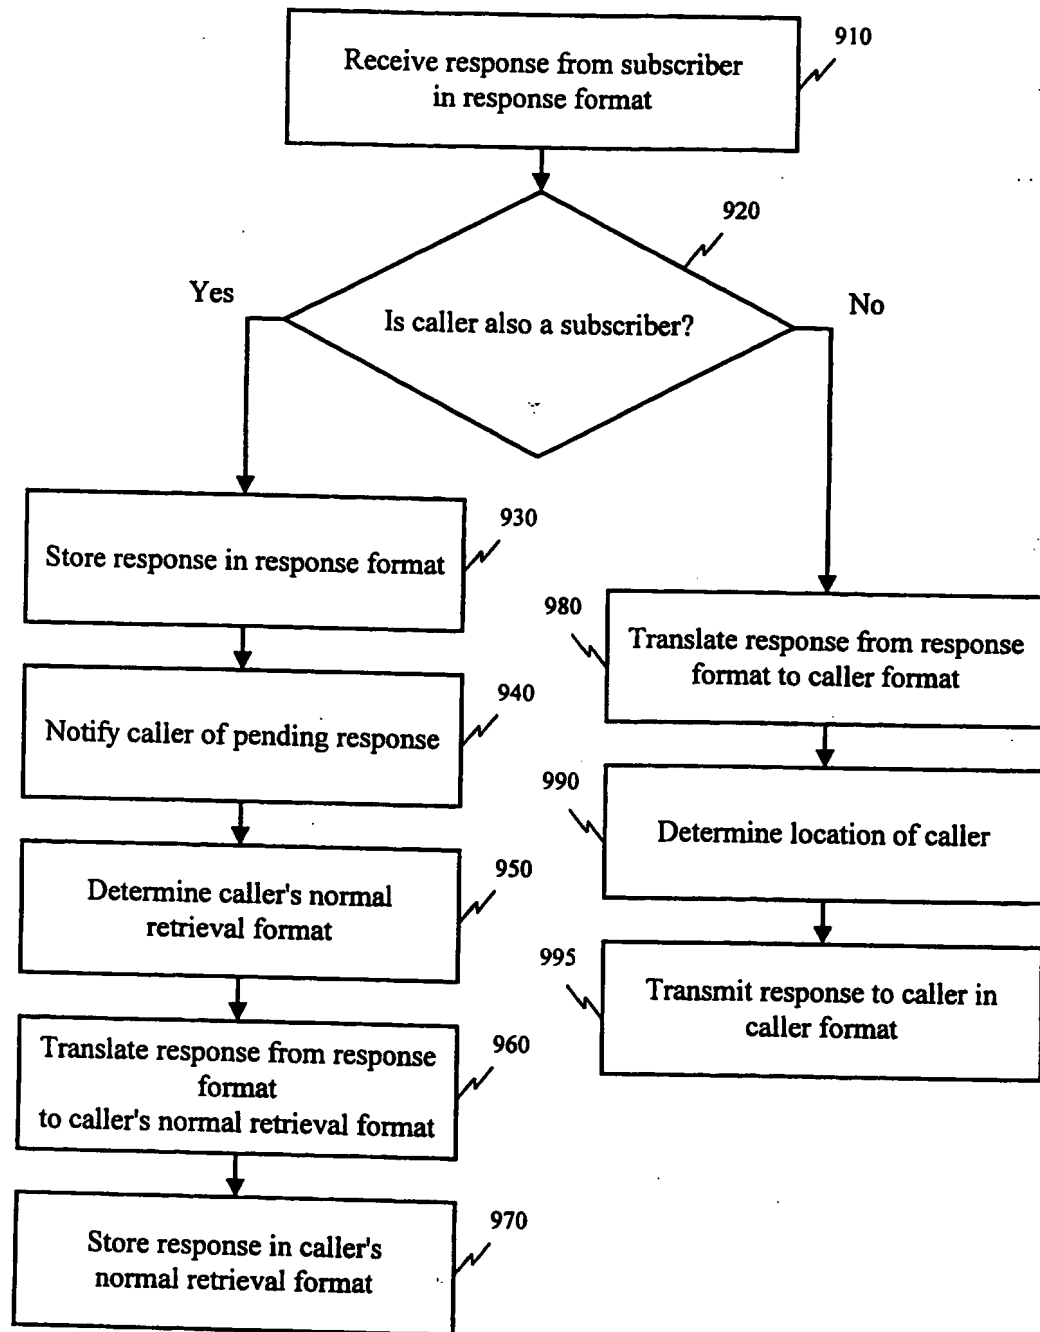 Receive response from subscriber
in response format
910
920
Is caller also a subscriber?
Yes
No
Store response in response format
930
Notify caller of pending response
940
Determine caller's normal
retrieval format
950
Translate response from response
format
to caller's normal retrieval format
960
Store response in caller's
normal retrieval format
970
980
Translate response from response
format to caller format
990
Determine location of caller
995
Transmit response to caller in
caller format